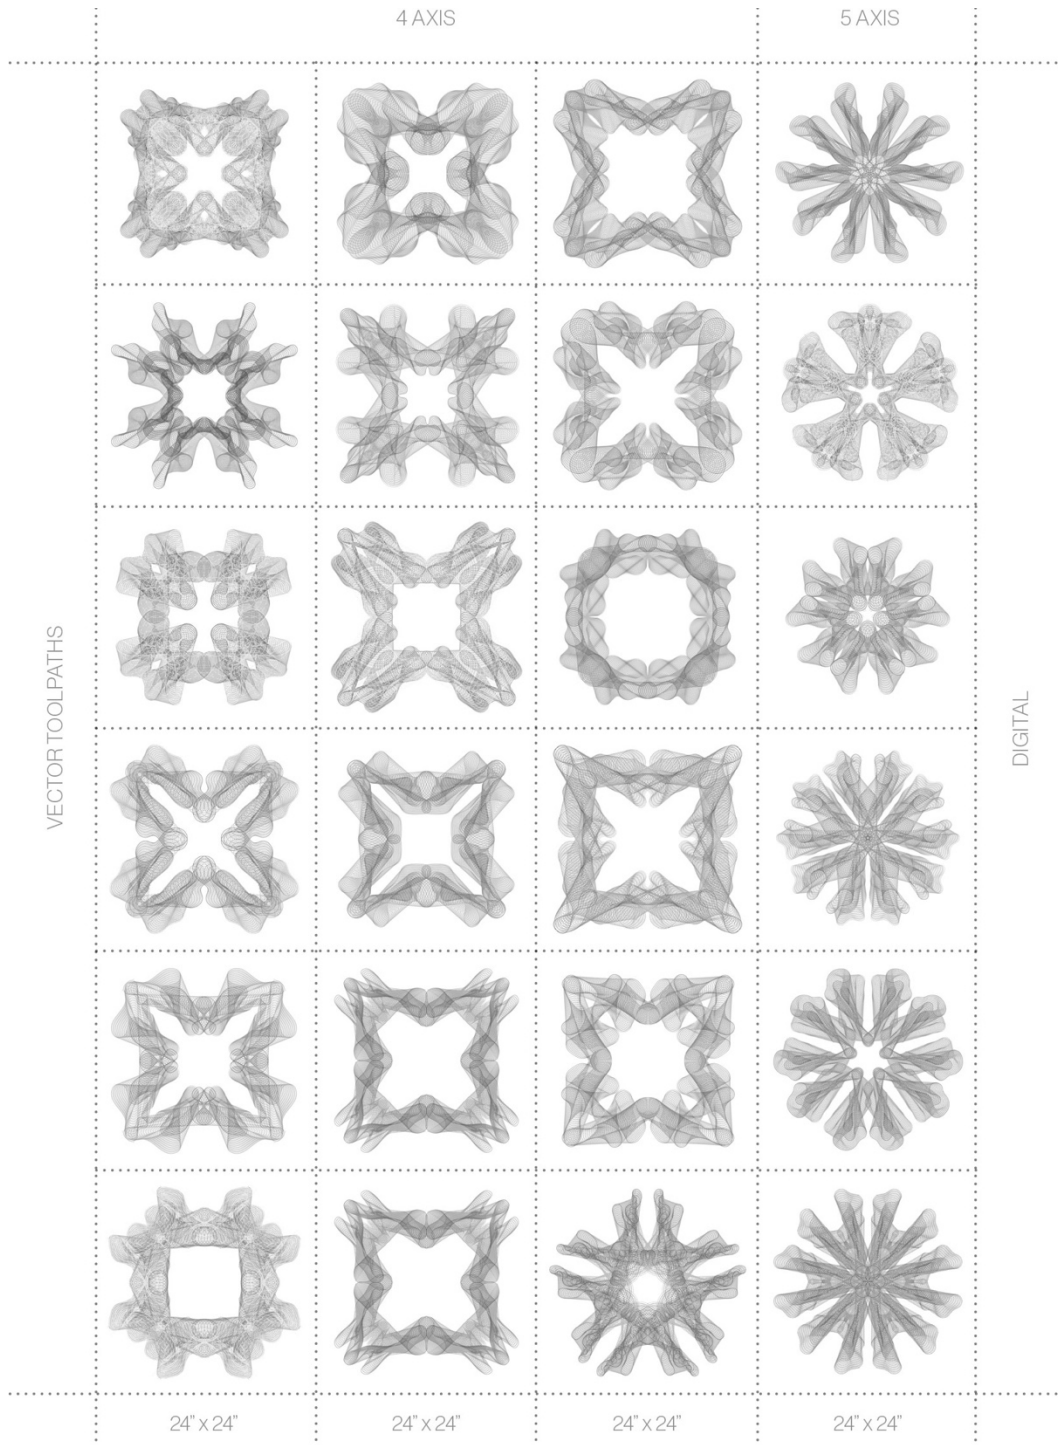 4 AXIS
5 AXIS
VECTOR TOOLPATHS
DIGITAL
24" x 24"
24" x 24"
24" x 24"
24" x 24"